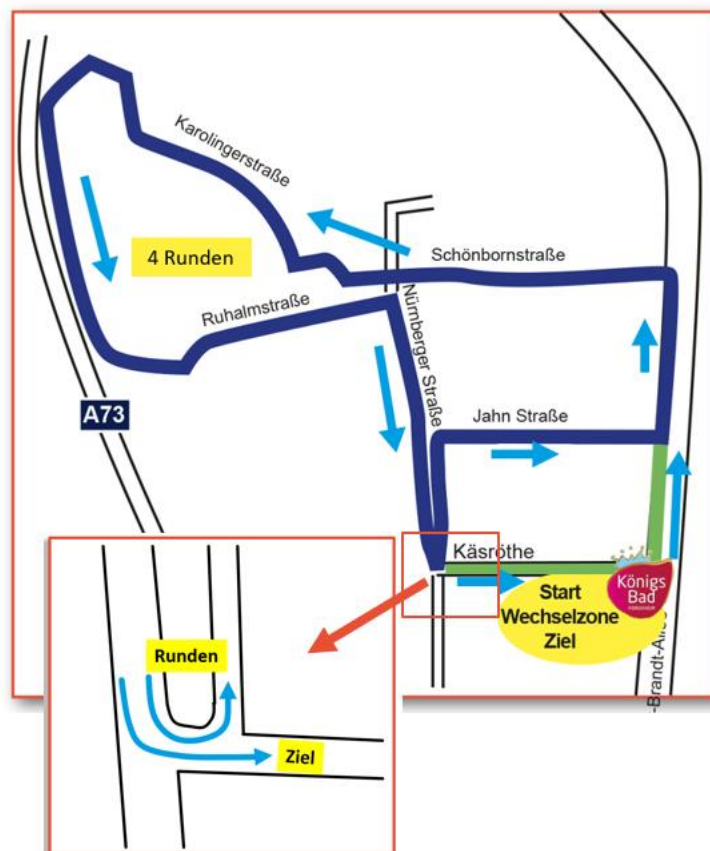 Karolingerstraße
4 Runden
Schönbornstraße
Ruhalmstraße
Nürnberger Straße
A73
Jahn Straße
Käsröthe
Königs
Bad
FORCHHEIM
Start
Wechselzone
Ziel
-Brandt-Allee
Runden
Ziel